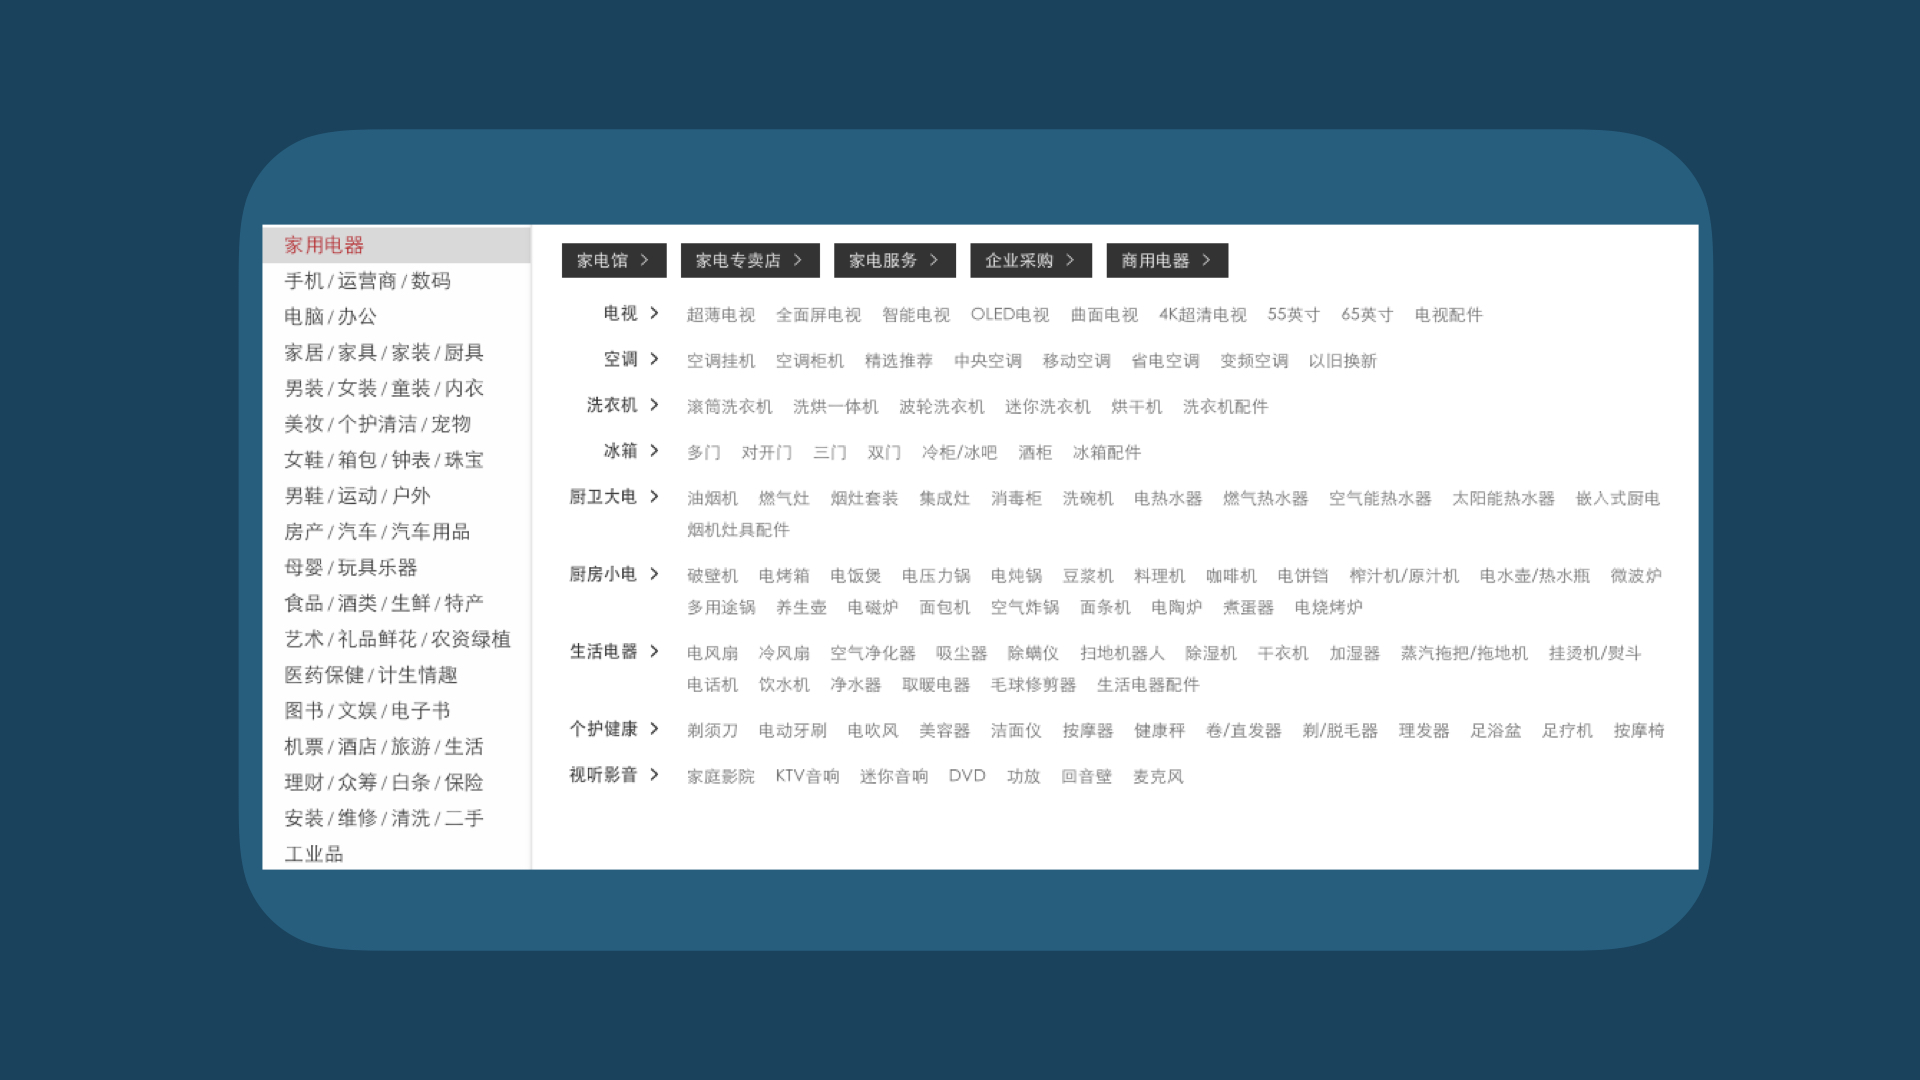 家用电器
手机 / 运营商 / 数码
电脑 / 办公
家居 / 家具 / 家装 / 厨具
男装 / 女装 / 童装 / 内衣
美妆 / 个护清洁 / 宠物
女鞋 / 箱包 / 钟表 / 珠宝
男鞋 / 运动 / 户外
房产 / 汽车 / 汽车用品
母婴 / 玩具乐器
食品 / 酒类 / 生鲜 / 特产
艺术 / 礼品鲜花 / 农资绿植
医药保健 / 计生情趣
图书 / 文娱 / 电子书
机票 / 酒店 / 旅游 / 生活
理财 / 众筹 / 白条 / 保险
安装 / 维修 / 清洗 / 二手
工业品
家电馆 > 家电专卖店 > 家电服务 > 企业采购 > 商用电器 >
电视 > 超薄电视 全面屏电视 智能电视 OLED电视 曲面电视 4K超清电视 55英寸 65英寸 电视配件
空调 > 空调挂机 空调柜机 精选推荐 中央空调 移动空调 省电空调 变频空调 以旧换新
洗衣机 > 滚筒洗衣机 洗烘一体机 波轮洗衣机 迷你洗衣机 烘干机 洗衣机配件
冰箱 > 多门 对开门 三门 双门 冷柜/冰吧 酒柜 冰箱配件
厨卫大电 > 油烟机 燃气灶 烟灶套装 集成灶 消毒柜 洗碗机 电热水器 燃气热水器 空气能热水器 太阳能热水器 嵌入式厨电
烟机灶具配件
厨房小电 > 破壁机 电烤箱 电饭煲 电压力锅 电炖锅 豆浆机 料理机 咖啡机 电饼铛 榨汁机/原汁机 电水壶/热水瓶 微波炉
多用途锅 养生壶 电磁炉 面包机 空气炸锅 面条机 电陶炉 煮蛋器 电烧烤炉
生活电器 > 电风扇 冷风扇 空气净化器 吸尘器 除螨仪 扫地机器人 除湿机 干衣机 加湿器 蒸汽拖把/拖地机 挂烫机/熨斗
电话机 饮水机 净水器 取暖电器 毛球修剪器 生活电器配件
个护健康 > 剃须刀 电动牙刷 电吹风 美容器 洁面仪 按摩器 健康秤 卷/直发器 剃/脱毛器 理发器 足浴盆 足疗机 按摩椅
视听影音 > 家庭影院 KTV音响 迷你音响 DVD 功放 回音壁 麦克风